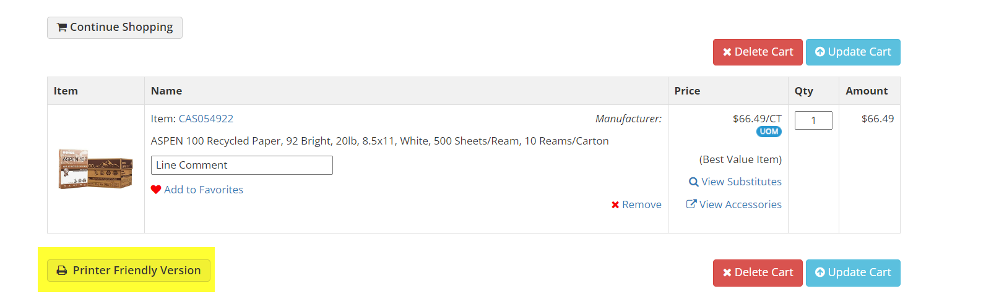 Continue Shopping
Delete Cart
Update Cart
Item Name Price Qty Amount
Item: CAS054922 Manufacturer: $66.49/CT 1 $66.49
UOM
ASPEN 100 Recycled Paper, 92 Bright, 20lb, 8.5x11, White, 500 Sheets/Ream, 10 Reams/Carton
(Best Value Item)
Line Comment
View Substitutes
Add to Favorites
Remove
View Accessories
boise
ASPEN 100
Printer Friendly Version
Delete Cart
Update Cart